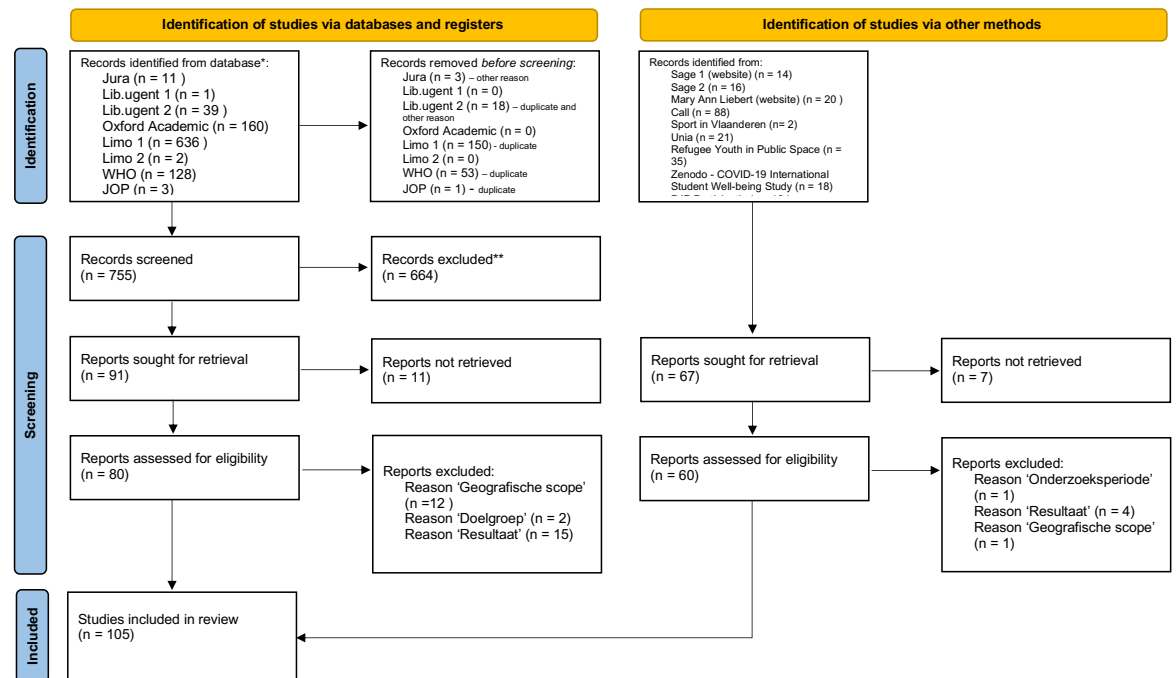 Identification of studies via databases and registers
Identification of studies via other methods
Identification
Records identified from database*:
Jura (n = 11 )
Lib.ugent 1 (n = 1)
Lib.ugent 2 (n = 39 )
Oxford Academic (n = 160)
Limo 1 (n = 636 )
Limo 2 (n = 2)
WHO (n = 128)
JOP (n = 3)
Records removed before screening:
Jura (n = 3) – other reason
Lib.ugent 1 (n = 0)
Lib.ugent 2 (n = 18) – duplicate and
other reason
Oxford Academic (n = 0)
Limo 1 (n = 150) - duplicate
Limo 2 (n = 0)
WHO (n = 53) – duplicate
JOP (n = 1) - duplicate
Records identified from:
Sage 1 (website) (n = 14)
Sage 2 (n = 16)
Mary Ann Liebert (website) (n = 20 )
Call (n = 88)
Sport in Vlaanderen (n= 2)
Unia (n = 21)
Refugee Youth in Public Space (n =
35)
Zenodo - COVID-19 International
Student Well-being Study (n = 18)
Screening
Records screened
(n = 755)
Records excluded**
(n = 664)
Reports sought for retrieval
(n = 91)
Reports not retrieved
(n = 11)
Reports sought for retrieval
(n = 67)
Reports not retrieved
(n = 7)
Reports assessed for eligibility
(n = 80)
Reports excluded:
Reason ‘Geografische scope’
(n =12 )
Reason ‘Doelgroep’ (n = 2)
Reason ‘Resultaat’ (n = 15)
Reports assessed for eligibility
(n = 60)
Reports excluded:
Reason ‘Onderzoeksperiode’
(n = 1)
Reason ‘Resultaat’ (n = 4)
Reason ‘Geografische scope’
(n = 1)
Included
Studies included in review
(n = 105)